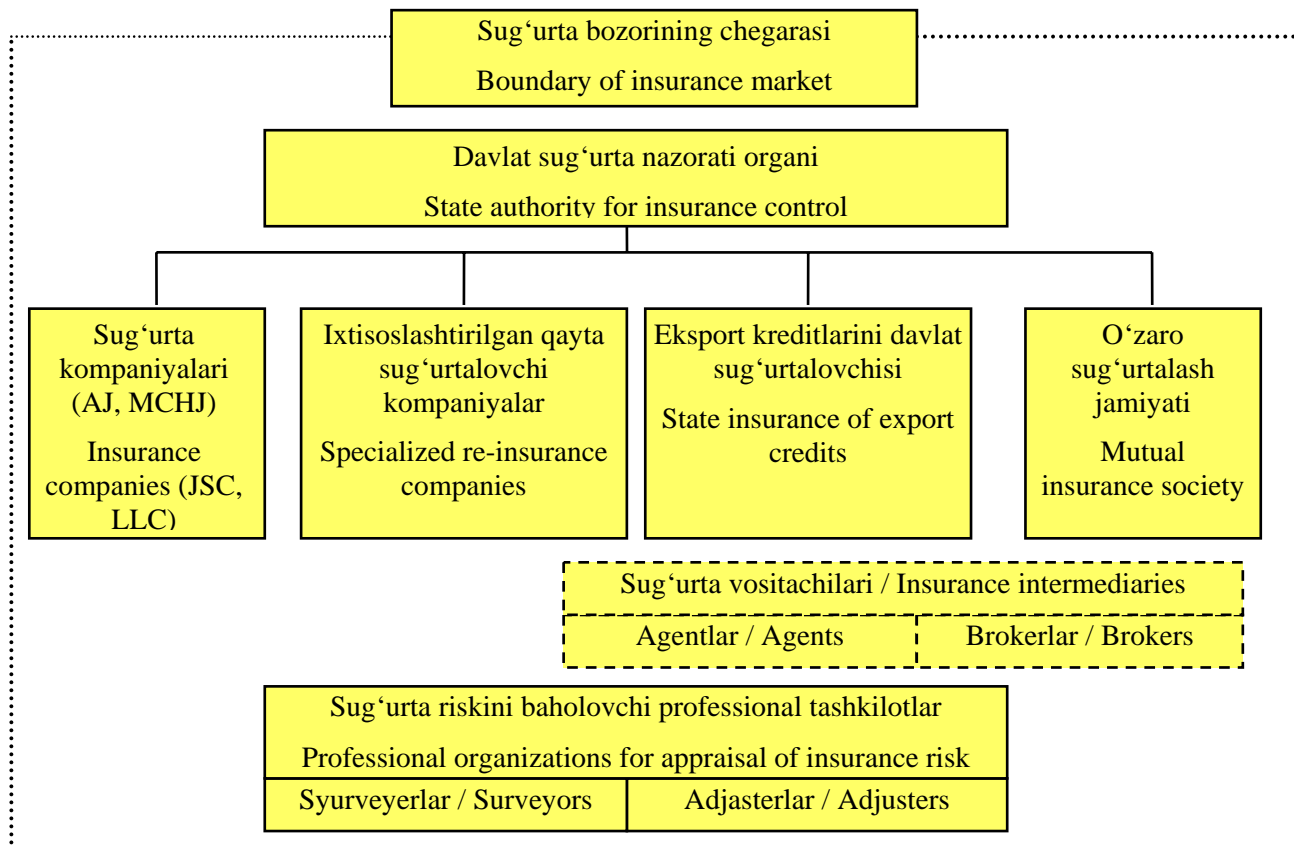 Sug‘urta bozorining chegarasi
Boundary of insurance market
Davlat sug‘urta nazorati organi
State authority for insurance control
Sug‘urta
kompaniyalari
(AJ, MCHJ)
Insurance
companies (JSC,
LLC)
Ixtisoslashtirilgan qayta
sug‘urtalovchi
kompaniyalar
Specialized re-insurance
companies
Eksport kreditlarini davlat
sug‘urtalovchisi
State insurance of export
credits
O‘zaro
sug‘urtalash
jamiyati
Mutual
insurance society
Sug‘urta vositachilari / Insurance intermediaries
Agentlar / Agents
Brokerlar / Brokers
Sug‘urta riskini baholovchi professional tashkilotlar
Professional organizations for appraisal of insurance risk
Syurveyerlar / Surveyors
Adjasterlar / Adjusters